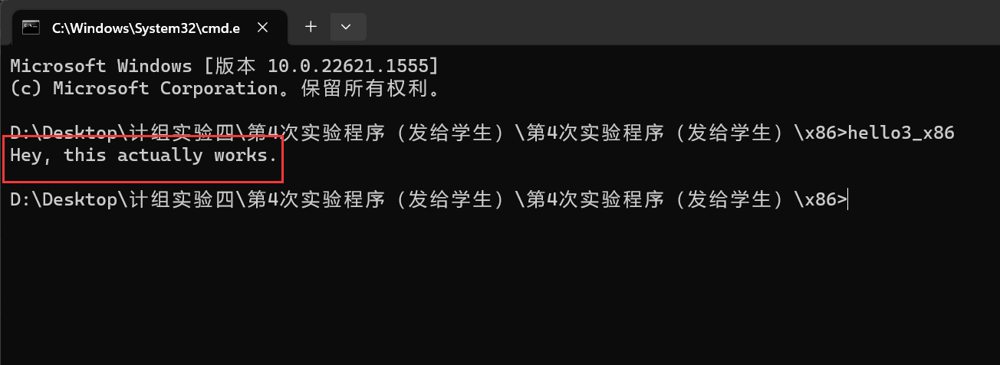 C:\Windows\System32\cmd.e
Microsoft Windows [版本 10.0.22621.1555]
(c) Microsoft Corporation。保留所有权利。
D:\Desktop\计组实验四\第4次实验程序（发给学生）\第4次实验程序（发给学生）\x86>hello3_x86
Hey, this actually works.
D:\Desktop\计组实验四\第4次实验程序（发给学生）\第4次实验程序（发给学生）\x86>